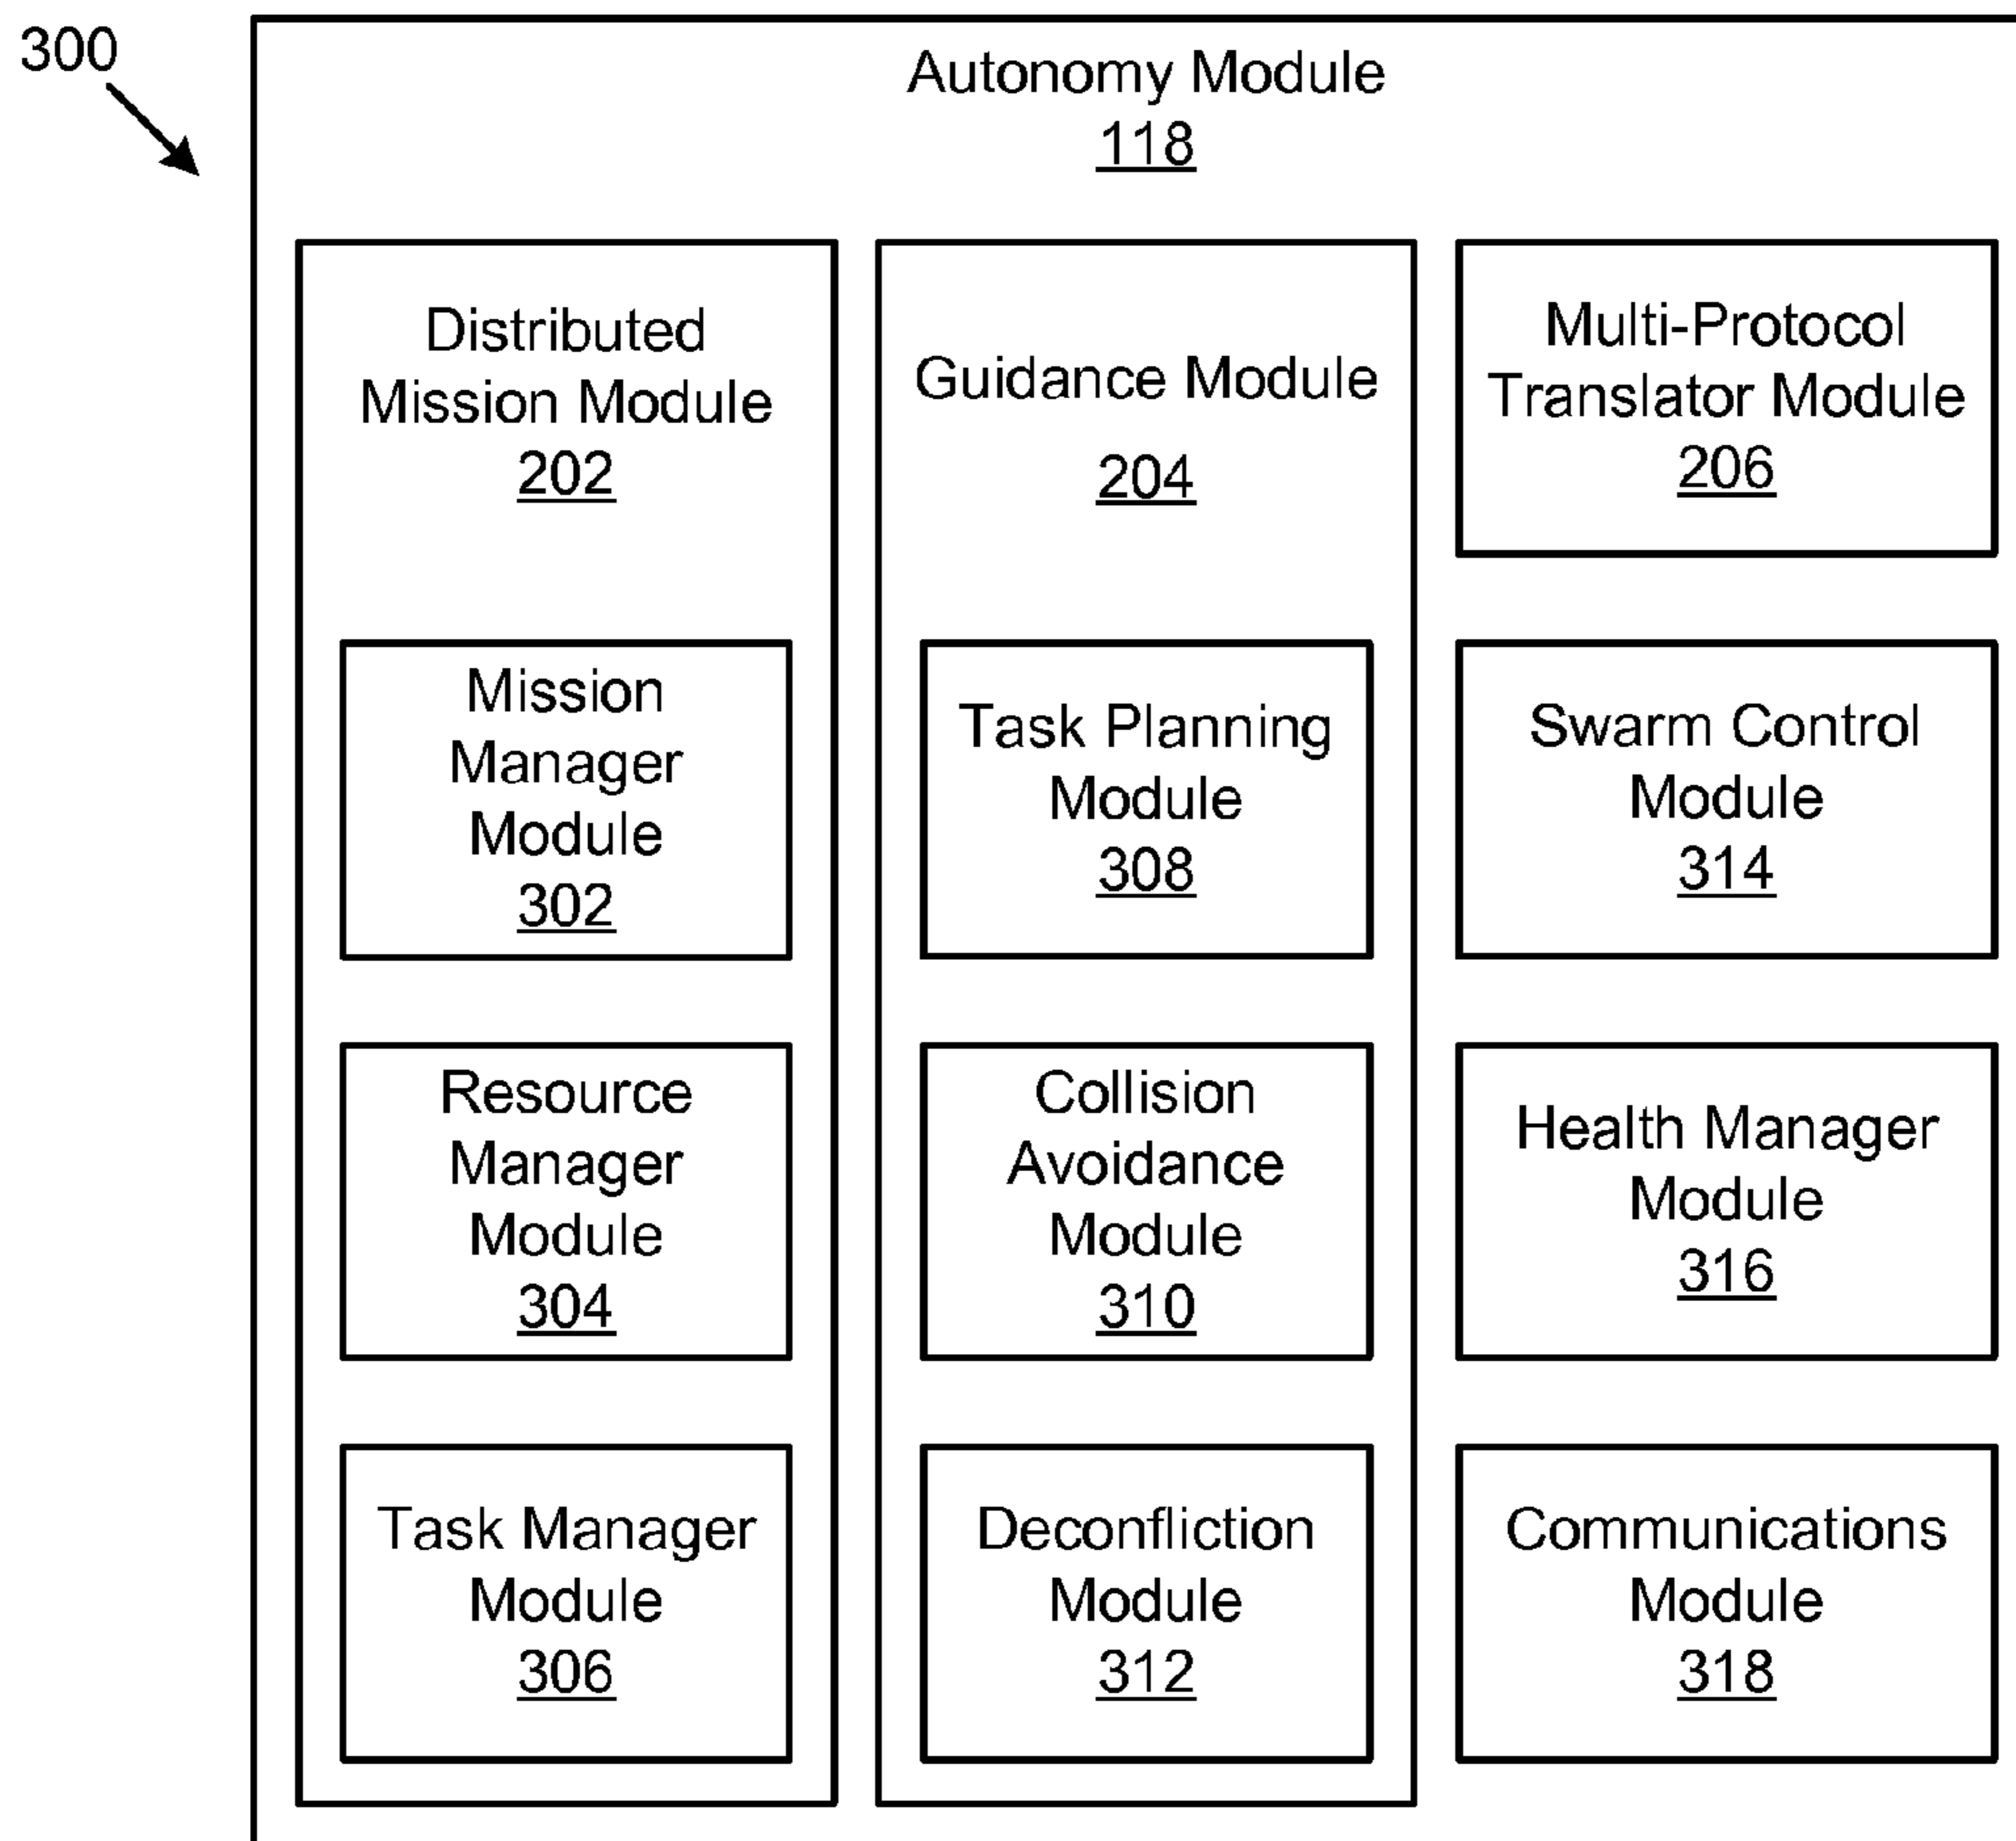 300
Autonomy Module
118
Distributed
Mission Module
202
Mission
Manager
Module
302
Resource
Manager
Module
304
Task Manager
Module
306
Guidance Module
204
Task Planning
Module
308
Collision
Avoidance
Module
310
Deconfliction
Module
312
Multi-Protocol
Translator Module
206
Swarm Control
Module
314
Health Manager
Module
316
Communications
Module
318